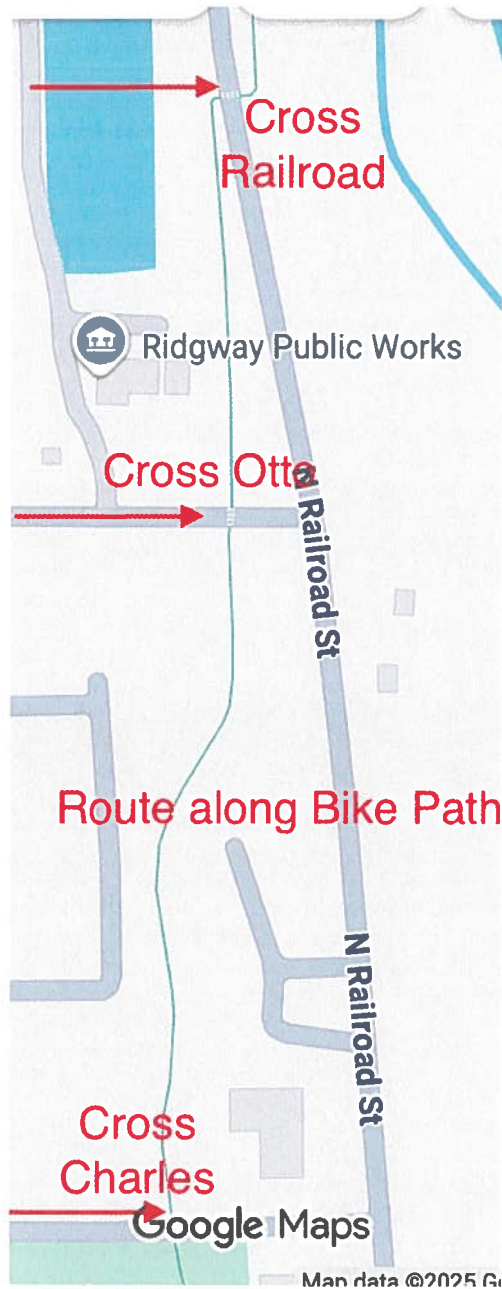 Cross
Railroad
Ridgway Public Works
Cross Otto
N Railroad St
Route along Bike Path
N Railroad St
Cross
Charles
Google Maps
Map data ©2025 Go